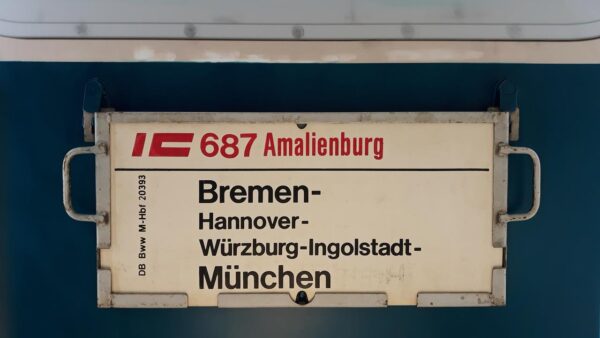 IC 687 Amalienburg
DB Bww M-Hbf 20393
Bremen-
Hannover-
Würzburg-Ingolstadt-
München